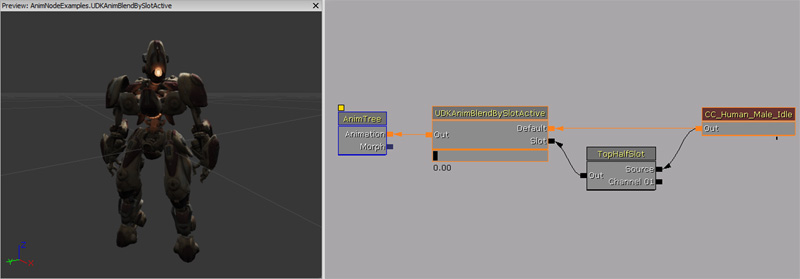 Preview: AnimNodeExamples.UDKAnimBlendBySlotActive
Z
Y
X
AnimTree
Animation
Morph
UDKAnimBlendBySlotActive
Out
Default
Slot
0.00
TopHalfSlot
Out
Source
Channel 01
CC_Human_Male_Idle
Out